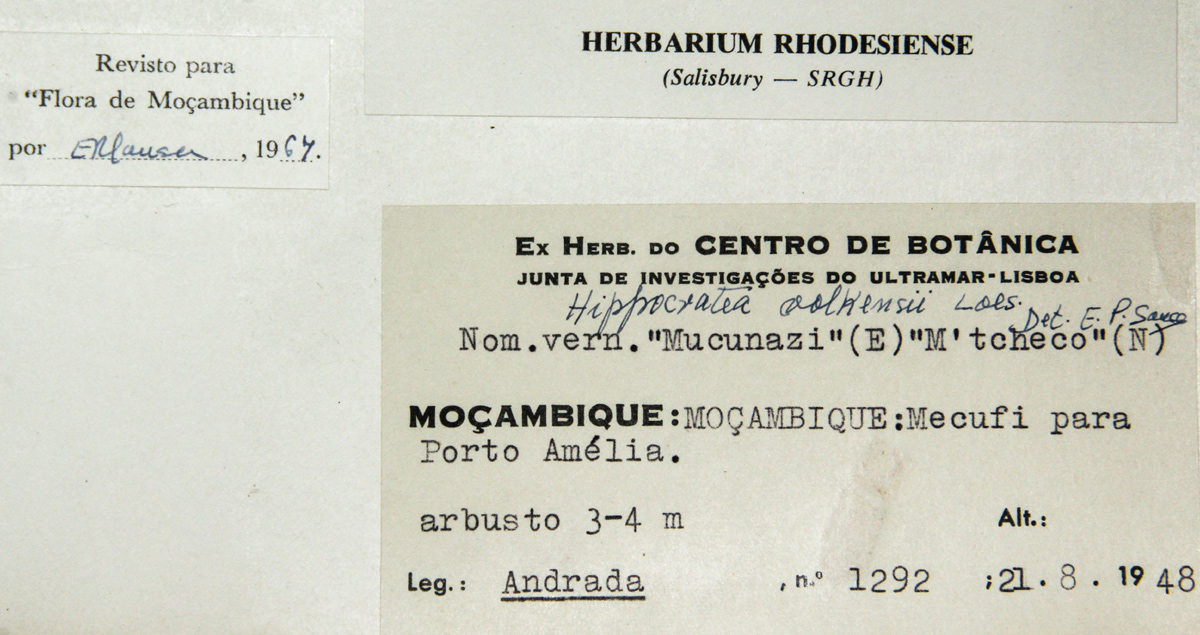 Revisto para
"Flora de Moçambique"
por , 1964.
HERBARIUM RHODESIENSE
(Salisbury — SRGH)
EX HERB. DO CENTRO DE BOTÂNICA
JUNTA DE INVESTIGAÇÕES DO ULTRAMAR-LISBOA
Hippocratea volkensii Loes.
Det. E. P. Sousa
Nom.vern."Mucunazi"(E)"M'tcheco"(N)
MOÇAMBIQUE:MOÇAMBIQUE:Mecufi para
Porto Amélia.
arbusto 3-4 m Alt.:
Leg.: Andrada ,n.º 1292 ;21.8.1948